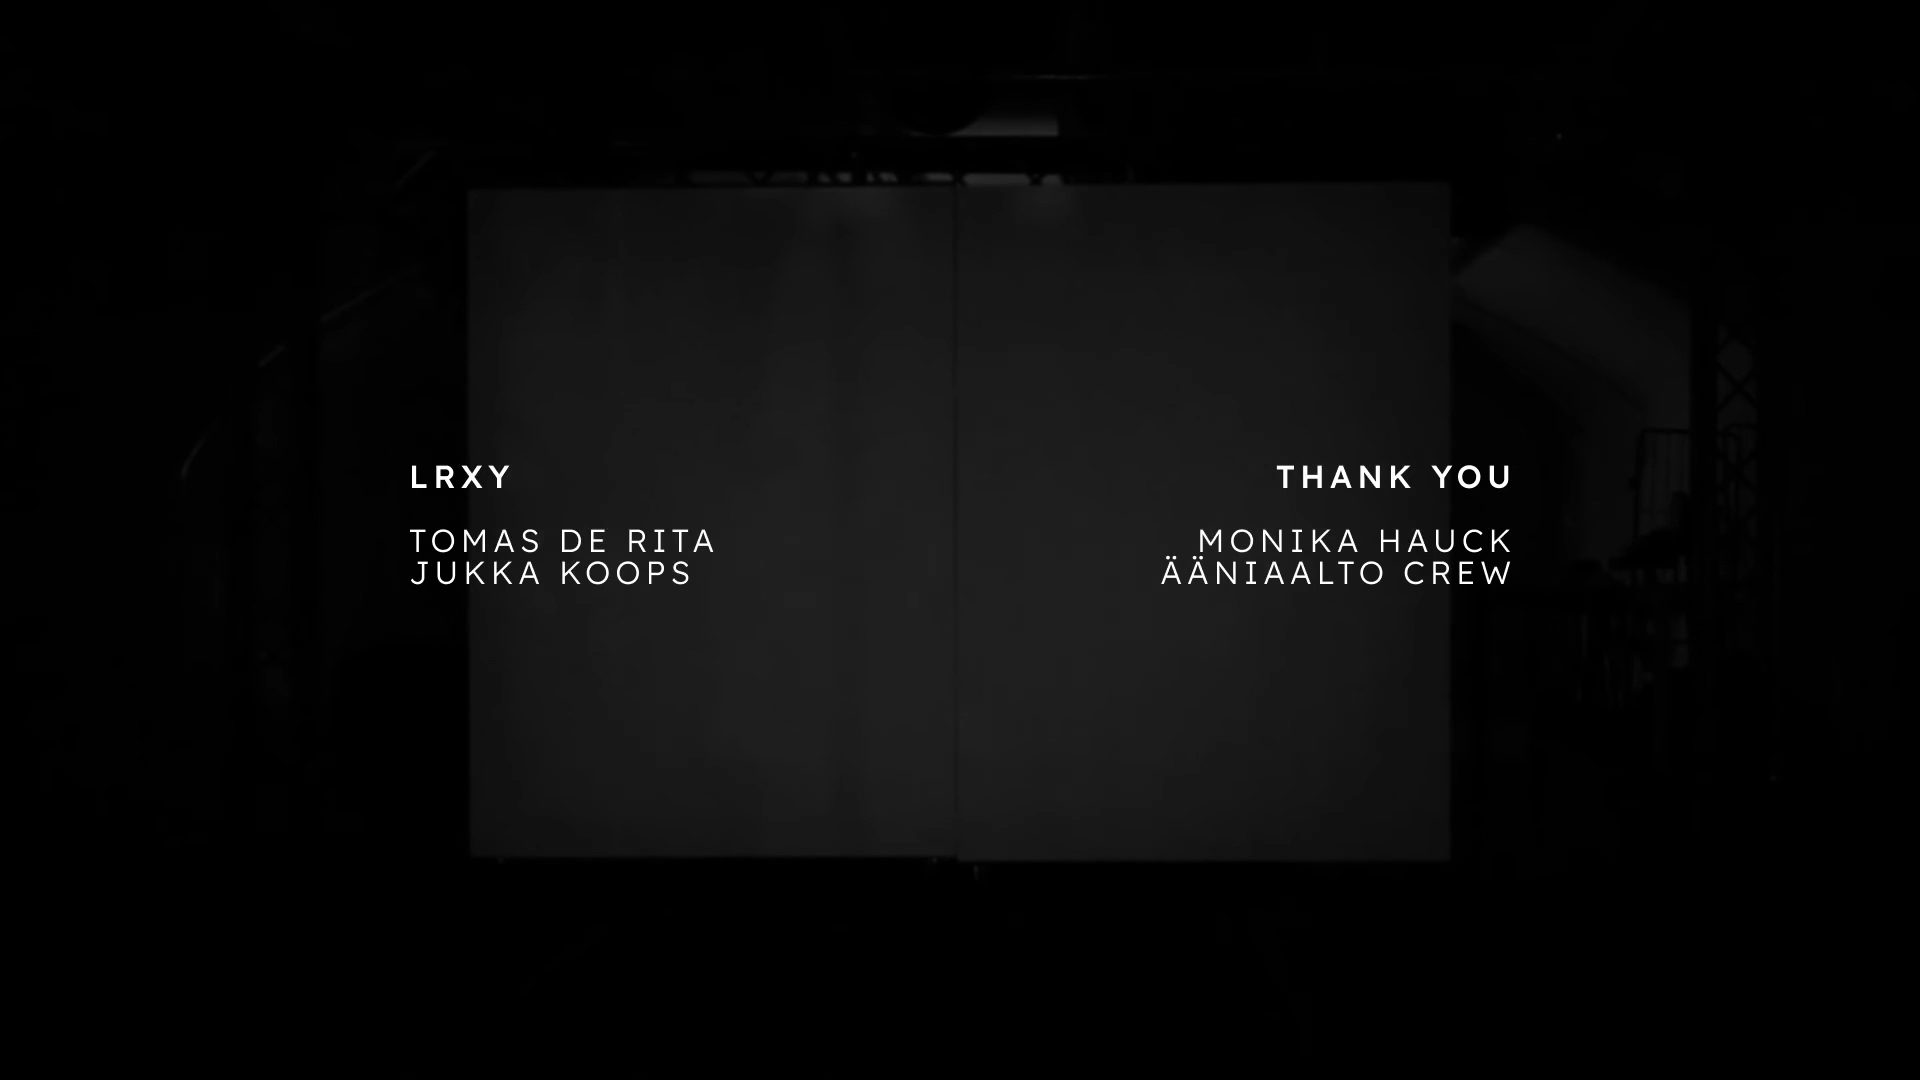 LRXY
TOMAS DE RITA
JUKKA KOOPS
THANK YOU
MONIKA HAUCK
ÄÄNIAALTO CREW